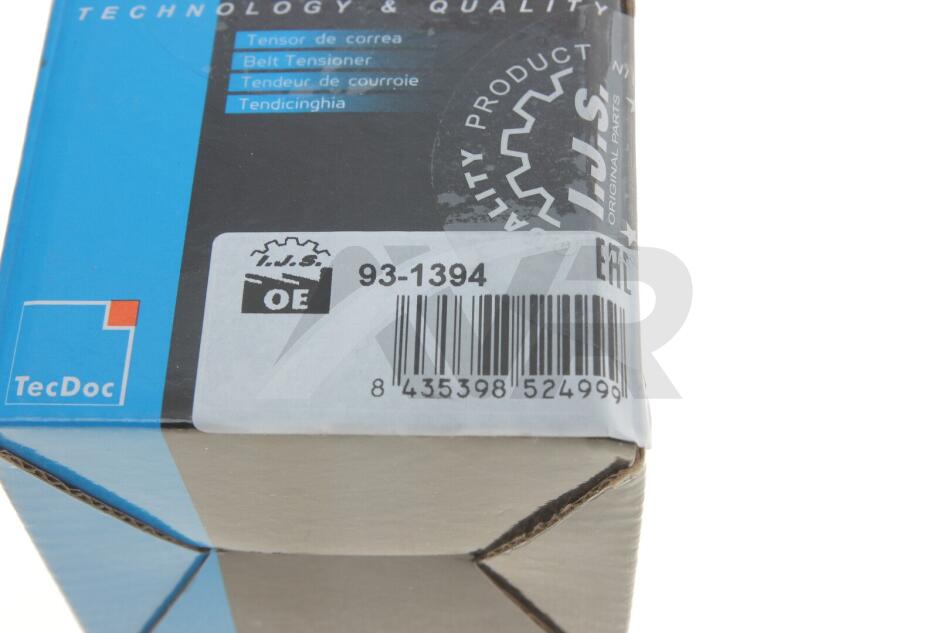 TECHNOLOGY & QUALITY
Tensor de correa
Belt Tensioner
Tendeur de courroie
Tendicinghia
QUALITY PRODUCT
I.J.S.
ORIGINAL PARTS
I.J.S.
OE
93-1394
EAC
8 435398 524999
TecDoc
AVR